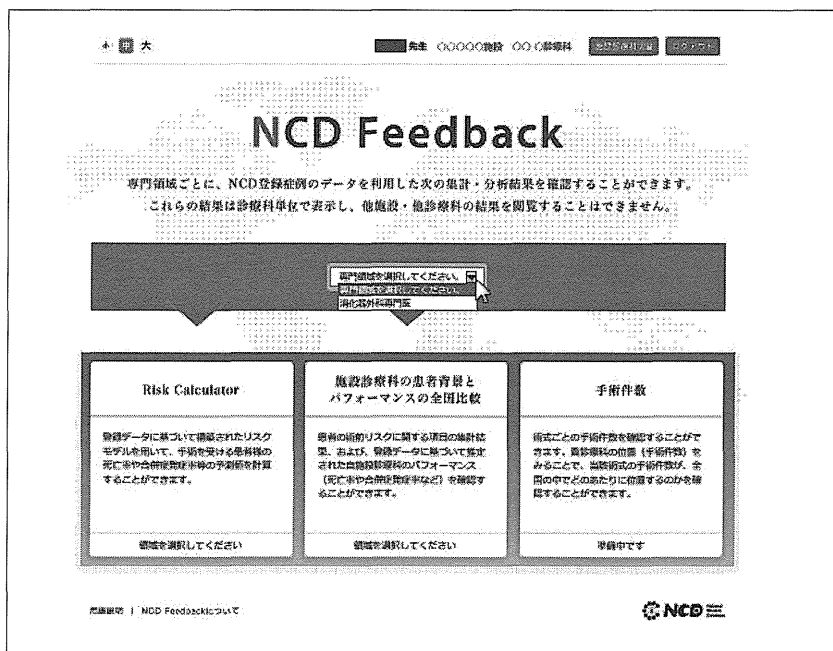 小 中 大
先生 ○○○○○施設 ○○○診療科
NCD Feedback
専門領域ごとに、NCD登録症例のデータを利用した次の集計・分析結果を確認することができます。
これらの結果は診療科単位で表示し、他施設・他診療科の結果を閲覧することはできません。
専門領域を選択してください。
専門領域を選択してください。
消化器外科専門医
Risk Calculator
登録データに基づいて構築されたリスク
モデルを用いて、手術を受ける患者様の
死亡率や合併症発症率等の予測値を計算
することができます。
領域を選択してください
施設診療科の患者背景と
パフォーマンスの全国比較
患者の術前リスクに関する項目の集計結
果、および、登録データに基づいて推定
された自施設診療科のパフォーマンス
(死亡率や合併症発症率など)を確認す
ることができます。
領域を選択してください
手術件数
術式ごとの手術件数を確認することがで
きます。貴診療科の位置(手術件数)を
みることで、当該術式の手術件数が、全
国の中でどのあたりに位置するのかを確
認することができます。
準備中です
用語説明 | NCD Feedbackについて
NCD